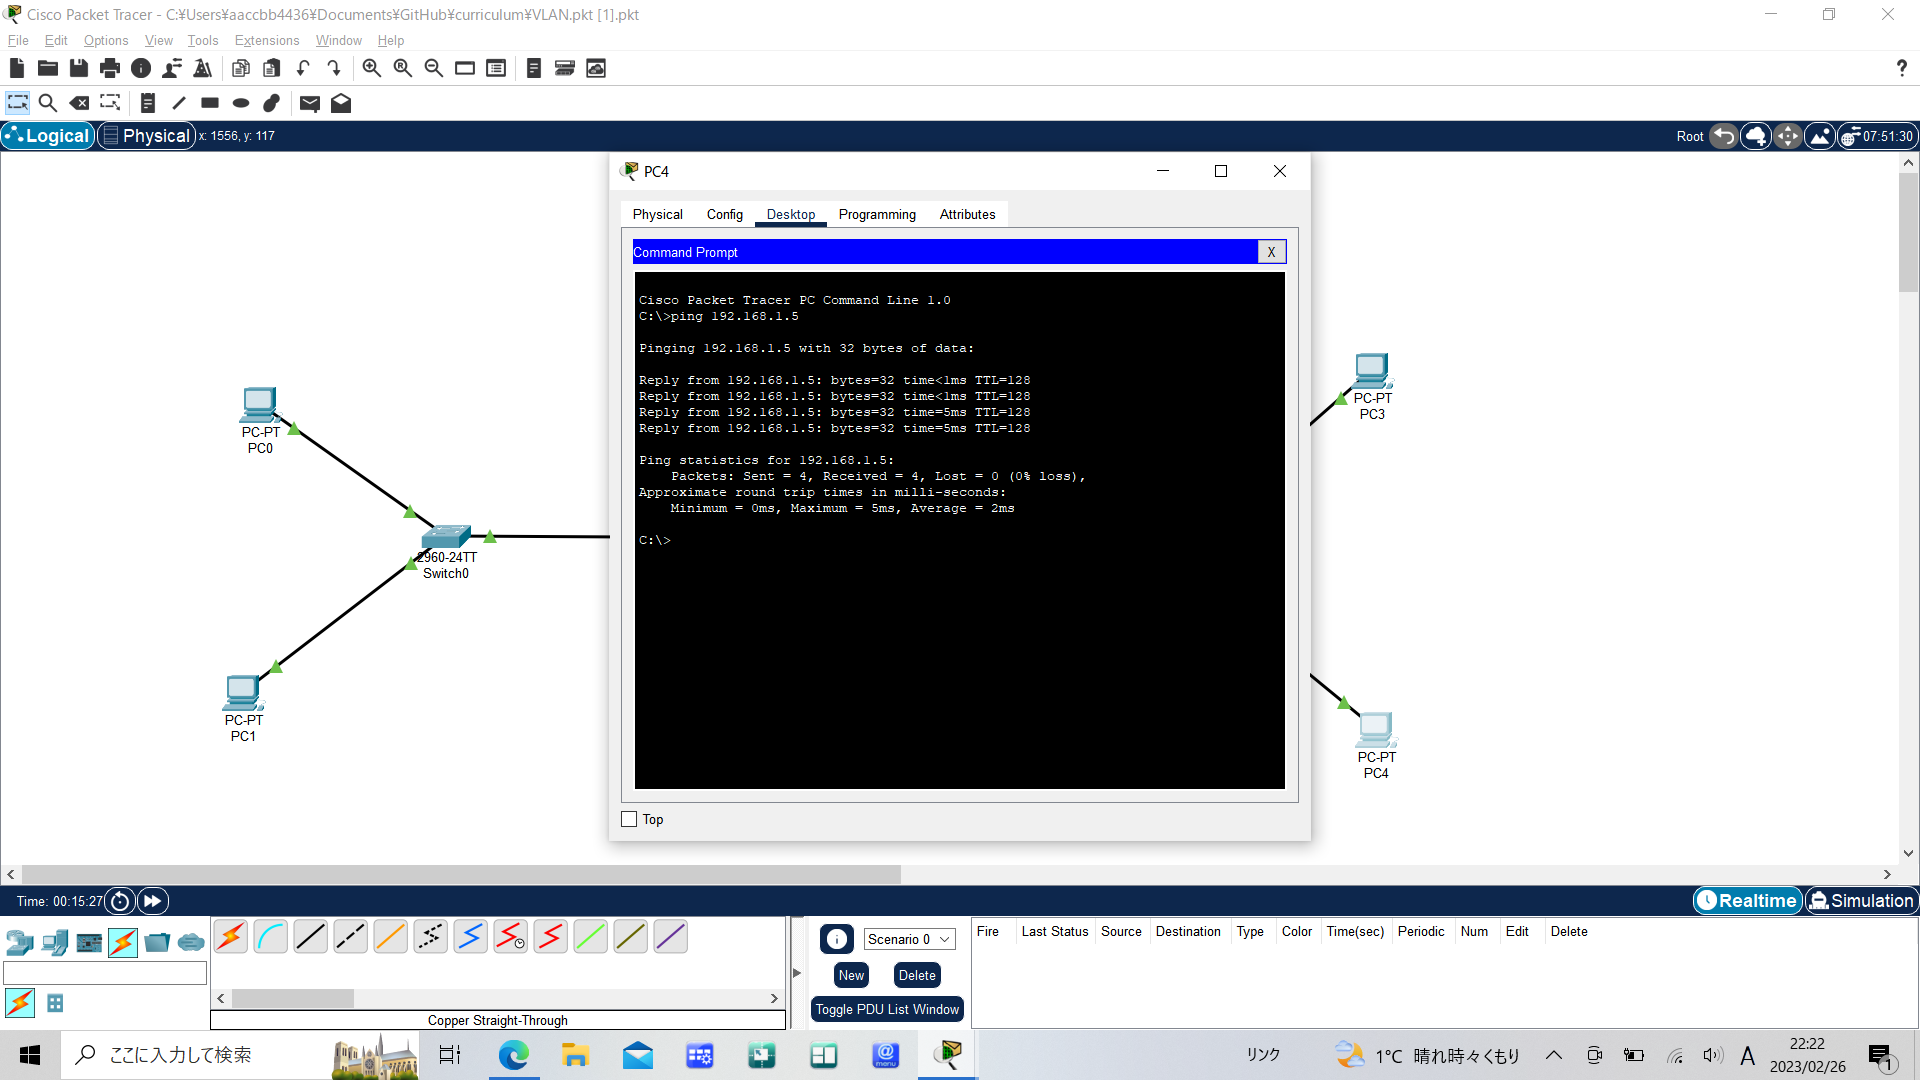 Cisco Packet Tracer - C:¥Users¥aaccbb4436¥Documents¥GitHub¥curriculum¥VLAN.pkt [1].pkt
File Edit Options View Tools Extensions Window Help
?
Logical Physical x: 1556, y: 117
Root 07:51:30
PC4
Physical Config Desktop Programming Attributes
Command Prompt
X
Cisco Packet Tracer PC Command Line 1.0
C:\>ping 192.168.1.5
Pinging 192.168.1.5 with 32 bytes of data:
Reply from 192.168.1.5: bytes=32 time<1ms TTL=128
Reply from 192.168.1.5: bytes=32 time<1ms TTL=128
Reply from 192.168.1.5: bytes=32 time=5ms TTL=128
Reply from 192.168.1.5: bytes=32 time=5ms TTL=128
Ping statistics for 192.168.1.5:
Packets: Sent = 4, Received = 4, Lost = 0 (0% loss),
Approximate round trip times in milli-seconds:
Minimum = 0ms, Maximum = 5ms, Average = 2ms
C:\>
Top
PC-PT
PC0
2960-24TT
Switch0
PC-PT
PC1
PC-PT
PC3
PC-PT
PC4
Time: 00:15:27
Realtime Simulation
Scenario 0
New Delete
Toggle PDU List Window
Fire Last Status Source Destination Type Color Time(sec) Periodic Num Edit Delete
Copper Straight-Through
ここに入力して検索
@
menu
リンク
1°C 晴れ時々くもり
A
22:22
2023/02/26
1